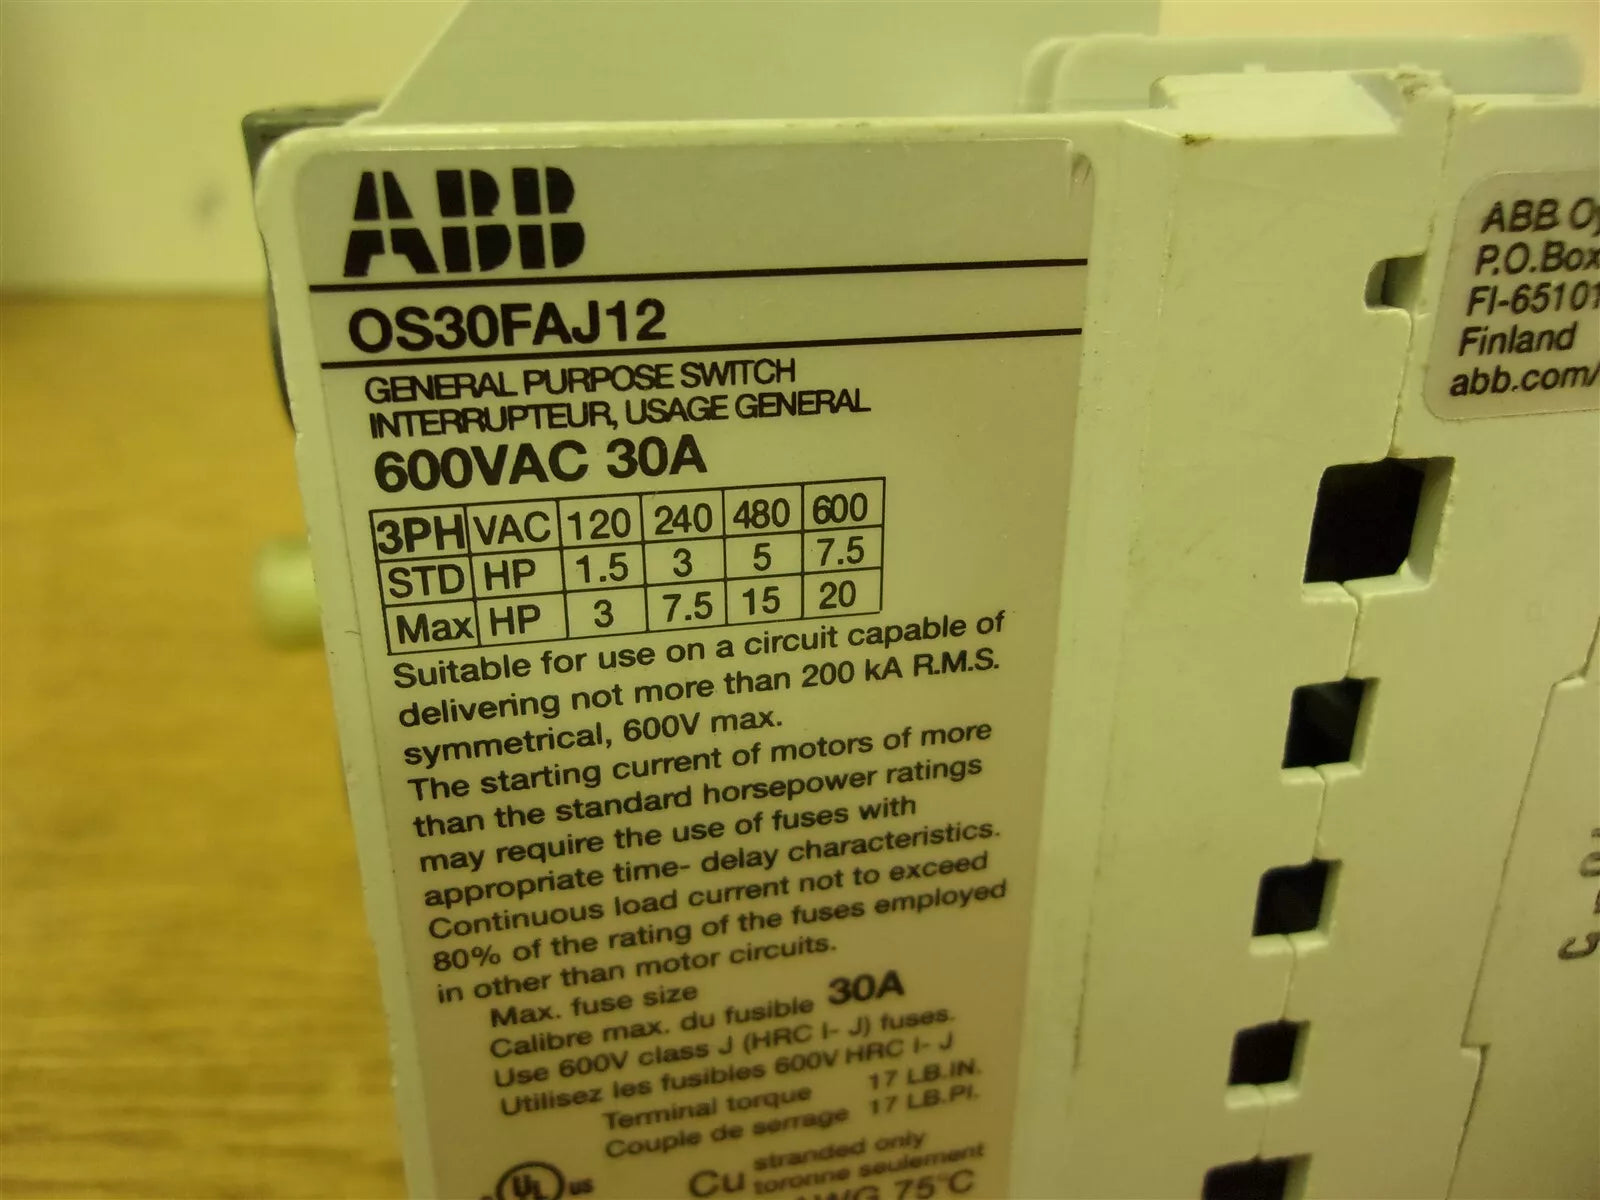 ABB
OS30FAJ12
GENERAL PURPOSE SWITCH
INTERRUPTEUR, USAGE GENERAL
600VAC 30A
3PH VAC 120 240 480 600
STD HP 1.5 3 5 7.5
Max HP 3 7.5 15 20
Suitable for use on a circuit capable of
delivering not more than 200 kA R.M.S.
symmetrical, 600V max.
The starting current of motors of more
than the standard horsepower ratings
may require the use of fuses with
appropriate time- delay characteristics.
Continuous load current not to exceed
80% of the rating of the fuses employed
in other than motor circuits.
Max. fuse size
Calibre max. du fusible 30A
Use 600V class J (HRC I- J) fuses.
Utilisez les fusibles 600V HRC I- J
Terminal torque 17 LB.IN.
Couple de serrage 17 LB.PI.
Cu stranded only
toronne seulement
AWG 75°C
UL US
ABB Oy
P.O.Box
FI-65101
Finland
abb.com/